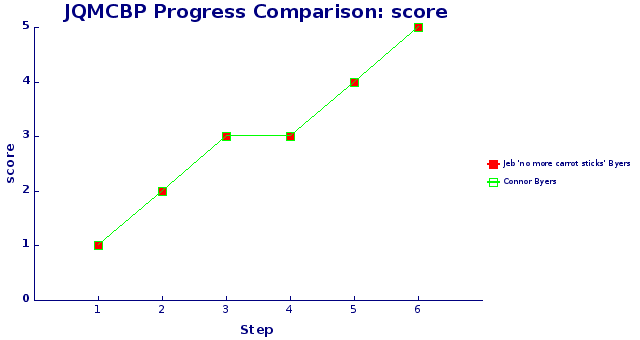 JQMCBP Progress Comparison: score
5
4
3
2
1
0
score
1 2 3 4 5 6
Step
Jeb 'no more carrot sticks' Byers
Connor Byers